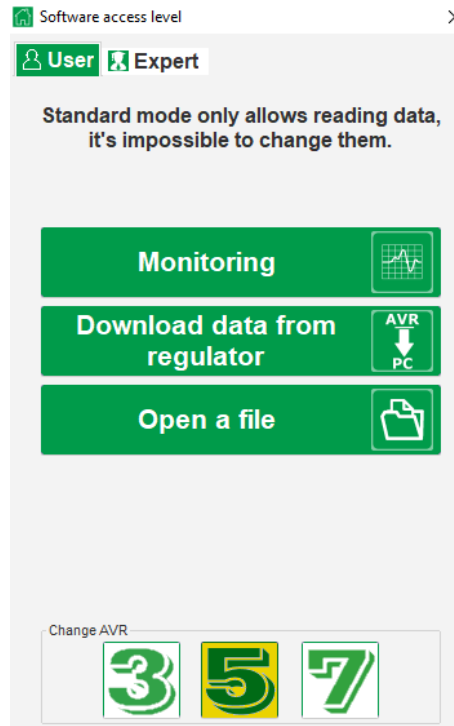 Software access level
User Expert
Standard mode only allows reading data,
it's impossible to change them.
Monitoring
Download data from
regulator
AVR
PC
Open a file
Change AVR
3 5 7